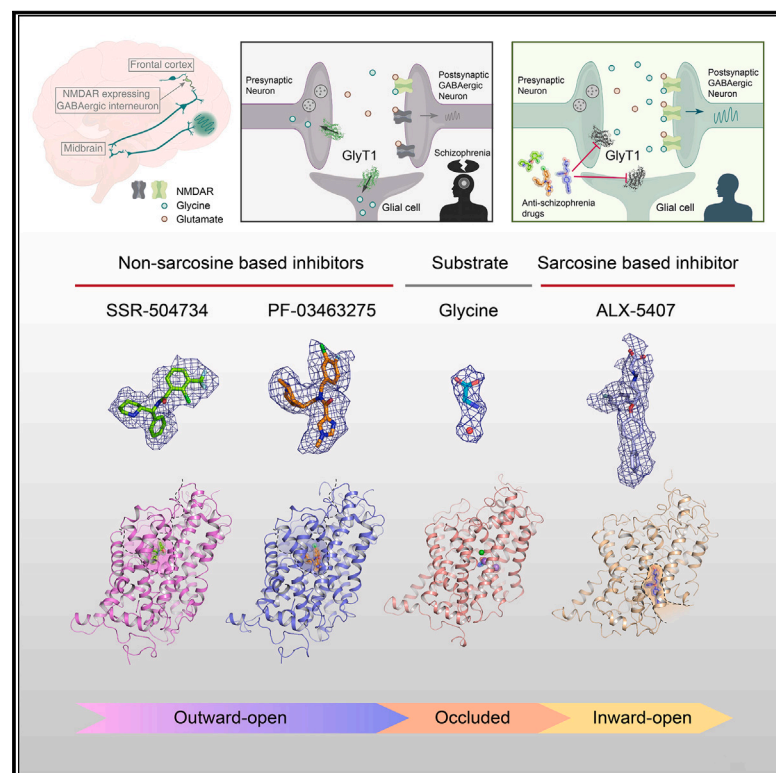 Frontal cortex
NMDAR expressing
GABAergic interneuron
Midbrain
NMDAR
Glycine
Glutamate
Presynaptic
Neuron
Postsynaptic
GABAergic
Neuron
GlyT1
Schizophrenia
Glial cell
Presynaptic
Neuron
Postsynaptic
GABAergic
Neuron
GlyT1
Anti-schizophrenia
drugs
Glial cell
Non-sarcosine based inhibitors
Substrate
Sarcosine based inhibitor
SSR-504734
PF-03463275
Glycine
ALX-5407
Outward-open
Occluded
Inward-open